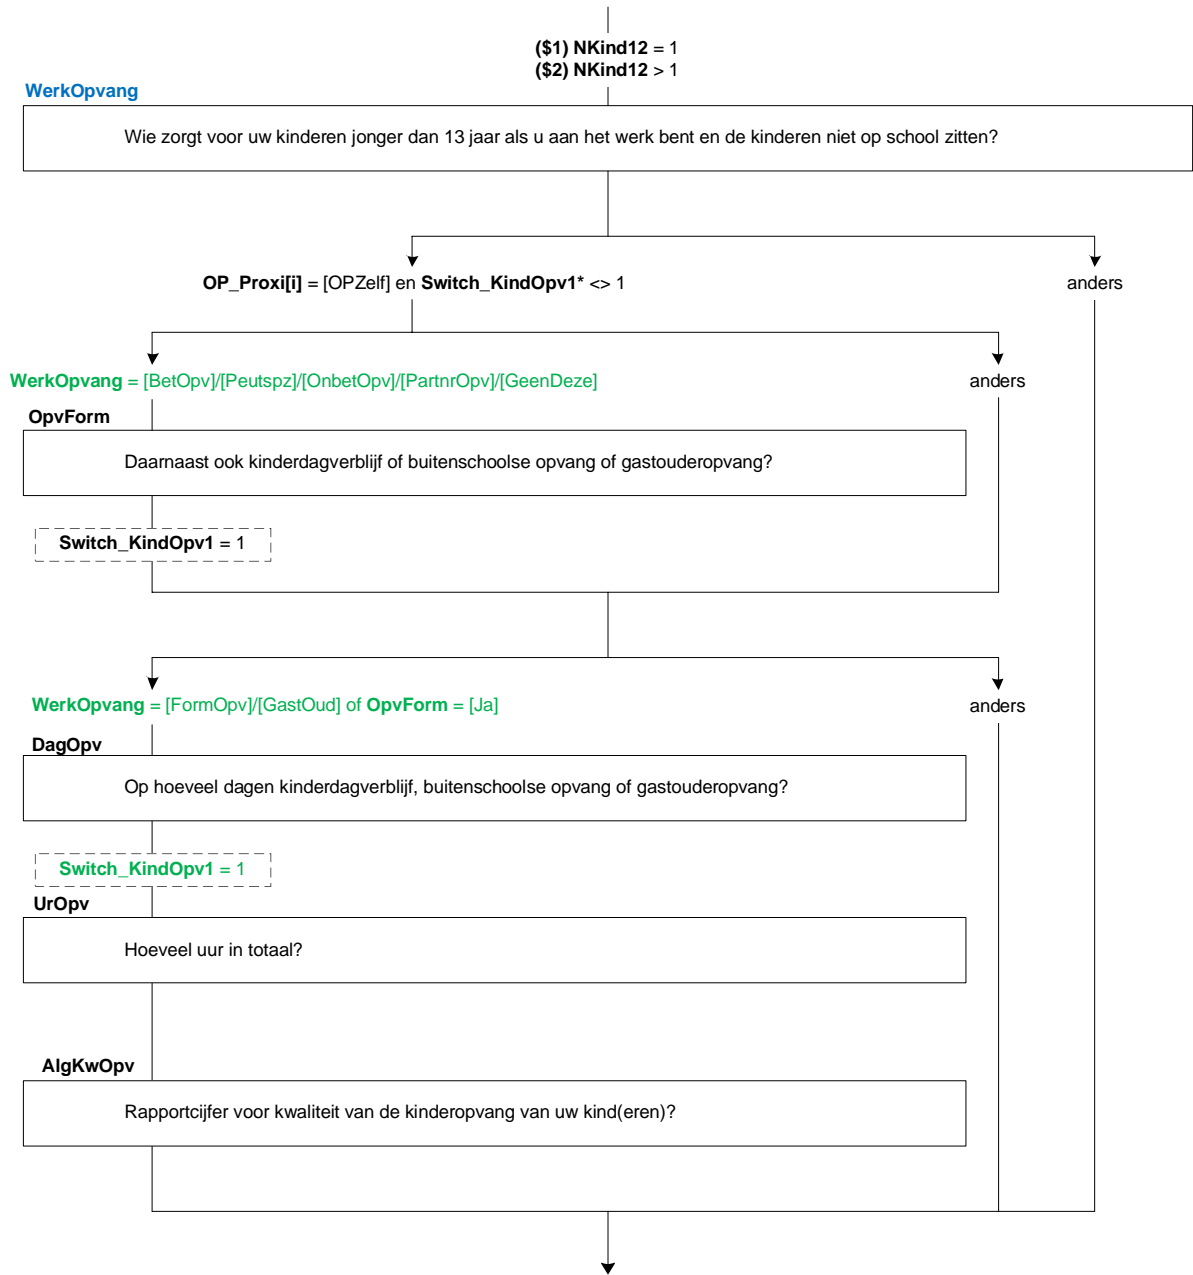 ($1) NKind12 = 1
($2) NKind12 > 1
WerkOpvang
Wie zorgt voor uw kinderen jonger dan 13 jaar als u aan het werk bent en de kinderen niet op school zitten?
OP_Proxi[i] = [OPZelf] en Switch_KindOpv1* <> 1
anders
WerkOpvang = [BetOpv]/[Peutspz]/[OnbetOpv]/[PartnrOpv]/[GeenDeze]
anders
OpvForm
Daarnaast ook kinderdagverblijf of buitenschoolse opvang of gastouderopvang?
Switch_KindOpv1 = 1
WerkOpvang = [FormOpv]/[GastOud] of OpvForm = [Ja]
anders
DagOpv
Op hoeveel dagen kinderdagverblijf, buitenschoolse opvang of gastouderopvang?
Switch_KindOpv1 = 1
UrOpv
Hoeveel uur in totaal?
AlgKwOpv
Rapportcijfer voor kwaliteit van de kinderopvang van uw kind(eren)?